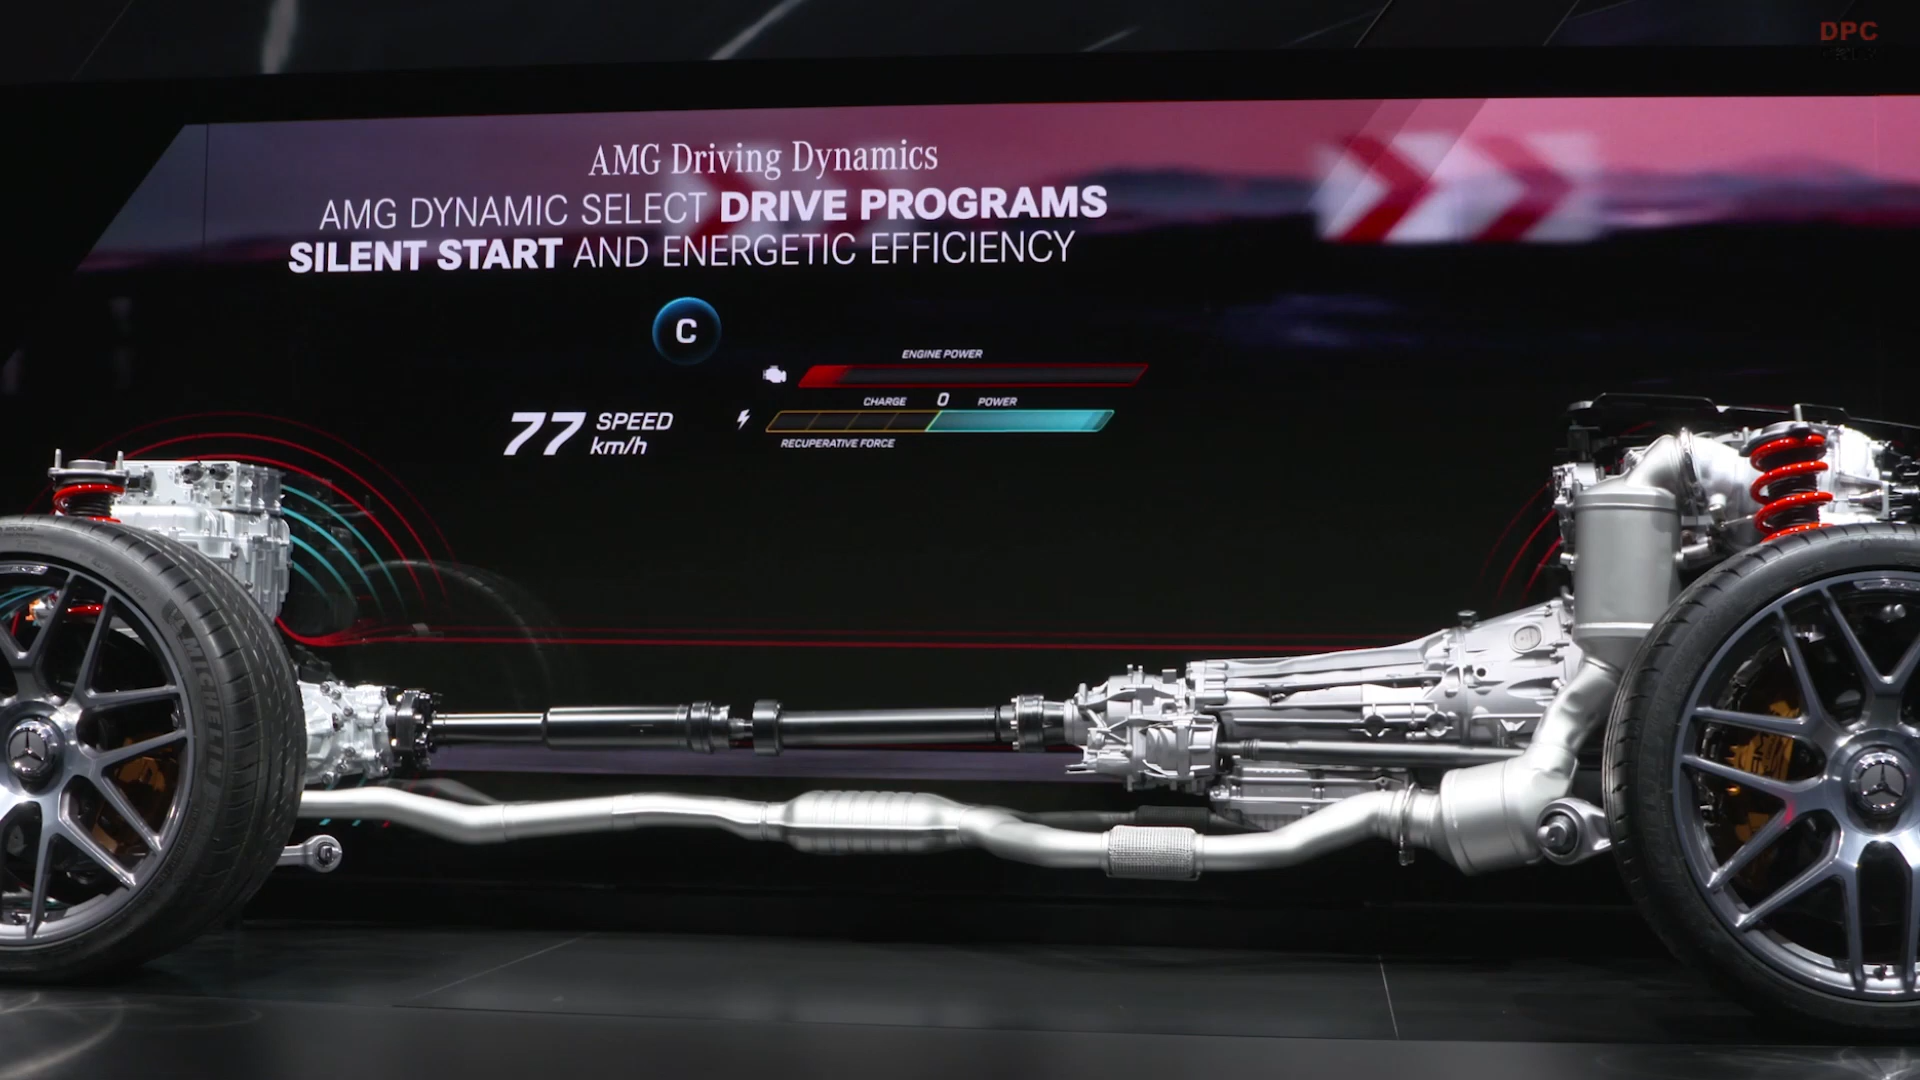 DPC
AMG Driving Dynamics
AMG DYNAMIC SELECT DRIVE PROGRAMS
SILENT START AND ENERGETIC EFFICIENCY
C
ENGINE POWER
CHARGE 0 POWER
77 SPEED
km/h
RECUPERATIVE FORCE
MICHELIN